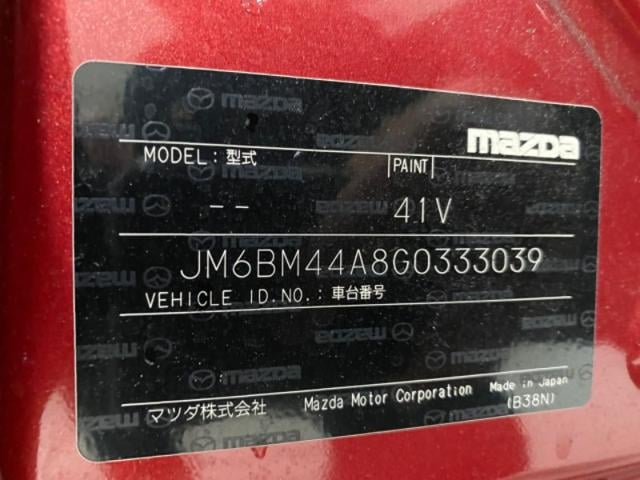 mazda
MODEL: 型式 PAINT
-- 41V
JM6BM44A8G0333039
VEHICLE ID.NO.: 車台番号
マツダ株式会社 Mazda Motor Corporation Made in Japan
(B38N)